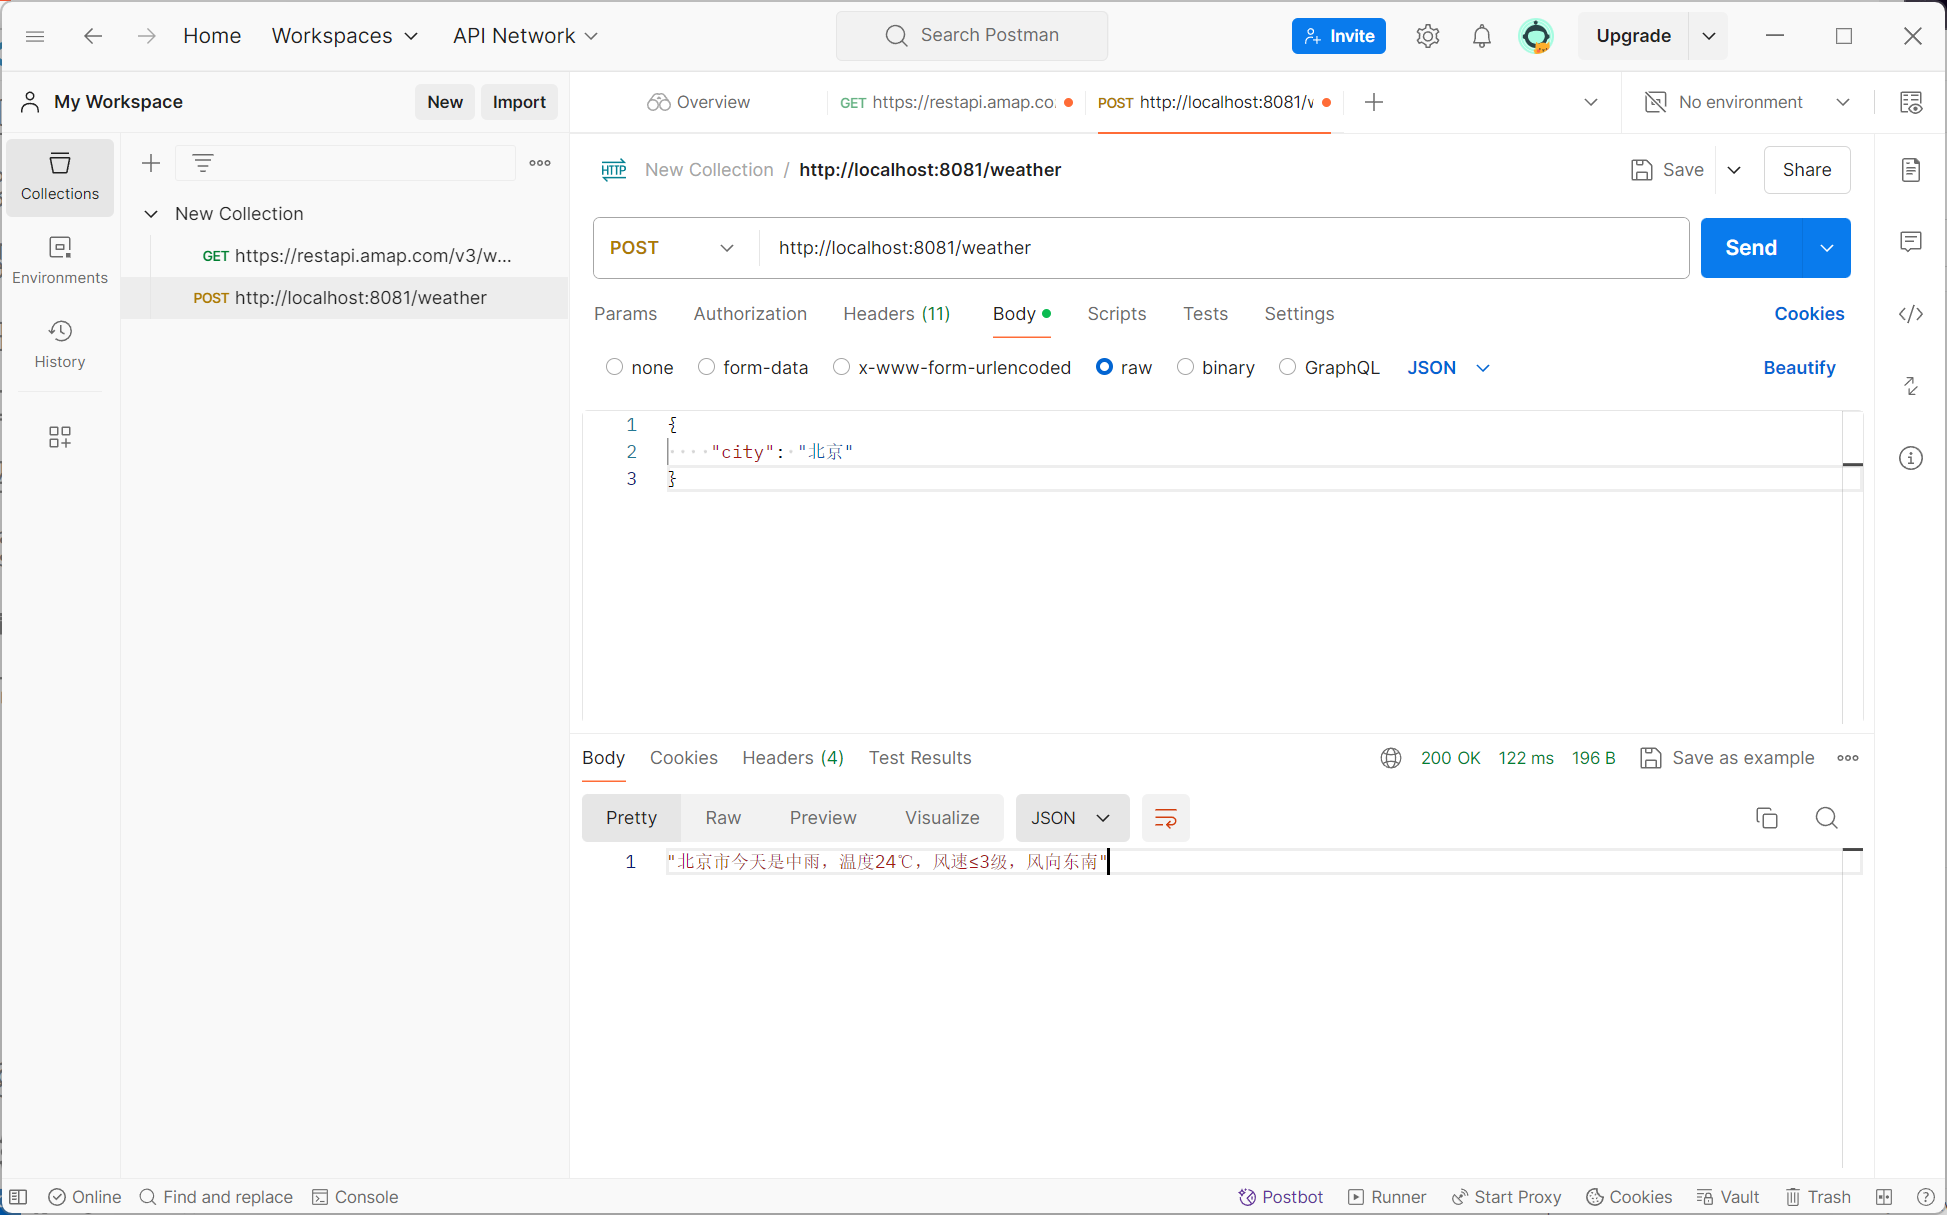 Home Workspaces API Network Search Postman Invite Upgrade
My Workspace New Import
Overview GET https://restapi.amap.co POST http://localhost:8081/ No environment
Collections
Environments
History
New Collection
GET https://restapi.amap.com/v3/w...
POST http://localhost:8081/weather
HTTP New Collection / http://localhost:8081/weather Save Share
POST http://localhost:8081/weather Send
Params Authorization Headers (11) Body Scripts Tests Settings Cookies
none form-data x-www-form-urlencoded raw binary GraphQL JSON Beautify
1 {
2 "city": "北京"
3 }
Body Cookies Headers (4) Test Results 200 OK 122 ms 196 B Save as example
Pretty Raw Preview Visualize JSON
1 "北京市今天是中雨，温度24℃，风速≤3级，风向东南"
Online Find and replace Console Postbot Runner Start Proxy Cookies Vault Trash